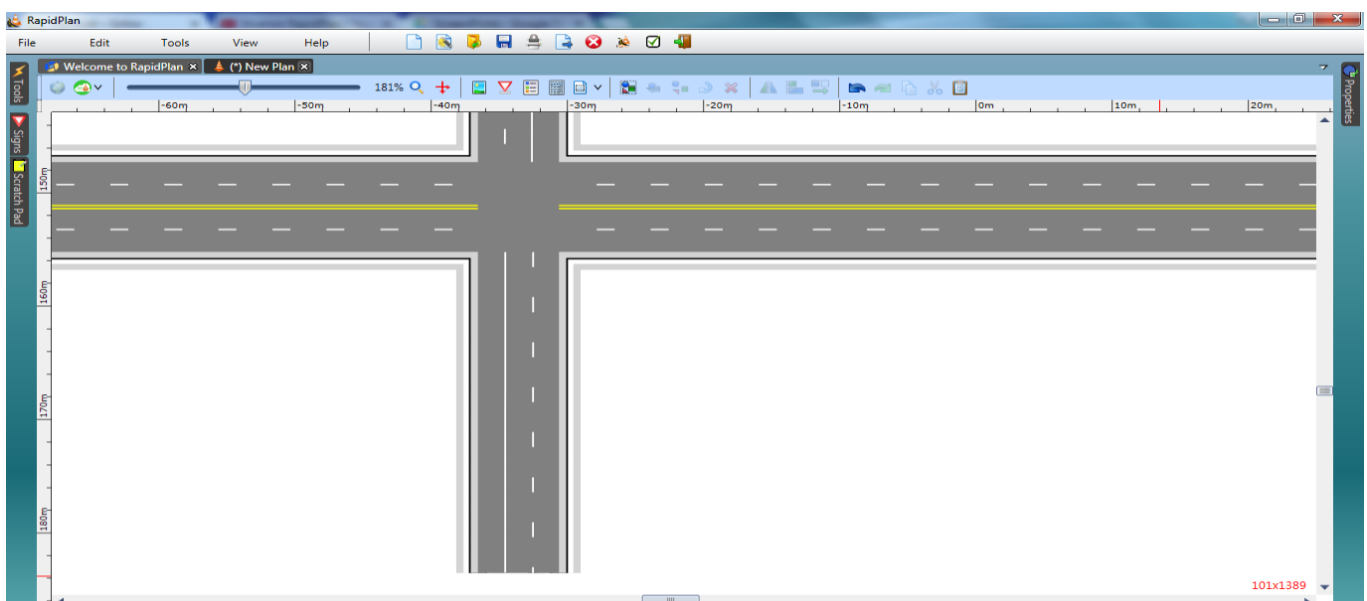 RapidPlan
File Edit Tools View Help
Welcome to RapidPlan (*) New Plan
181%
-60m -50m -40m -30m -20m -10m 0m 10m 20m
Tools
Signs
Scratch Pad
Properties
150m
160m
170m
180m
101x1389